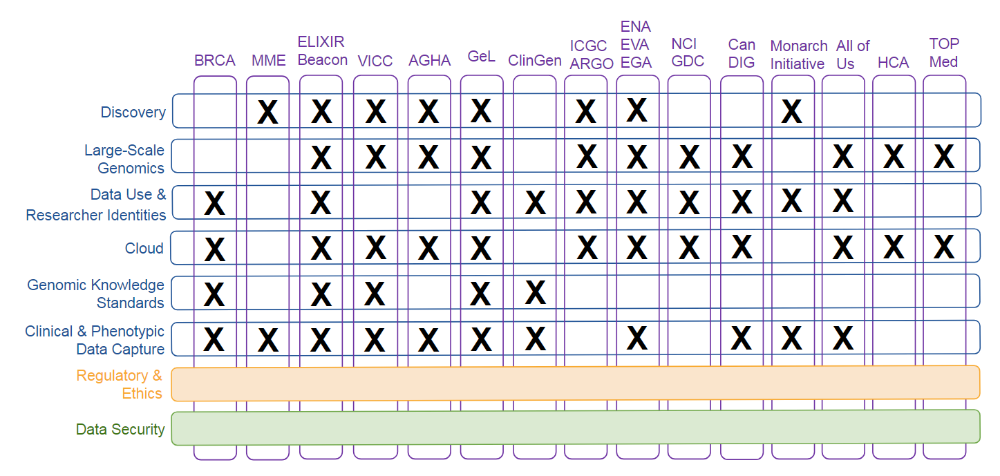 BRCA
MME
ELIXIR
Beacon
VICC
AGHA
GeL
ClinGen
ICGC
ARGO
ENA
EVA
EGA
NCI
GDC
Can
DIG
Monarch
Initiative
All of
Us
HCA
TOP
Med
Discovery
X X X X X X X X
Large-Scale
Genomics
X X X X X X X X X X X
Data Use &
Researcher Identities
X X X X X X X X X X
Cloud
X X X X X X X X X X X X
Genomic Knowledge
Standards
X X X X X
Clinical & Phenotypic
Data Capture
X X X X X X X X X X X
Regulatory &
Ethics
Data Security